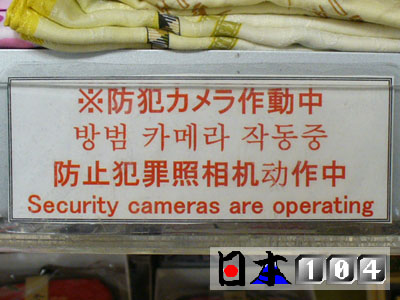 ※防犯カメラ作動中
방범 카메라 작동중
防止犯罪照相机动作中
Security cameras are operating
日本104